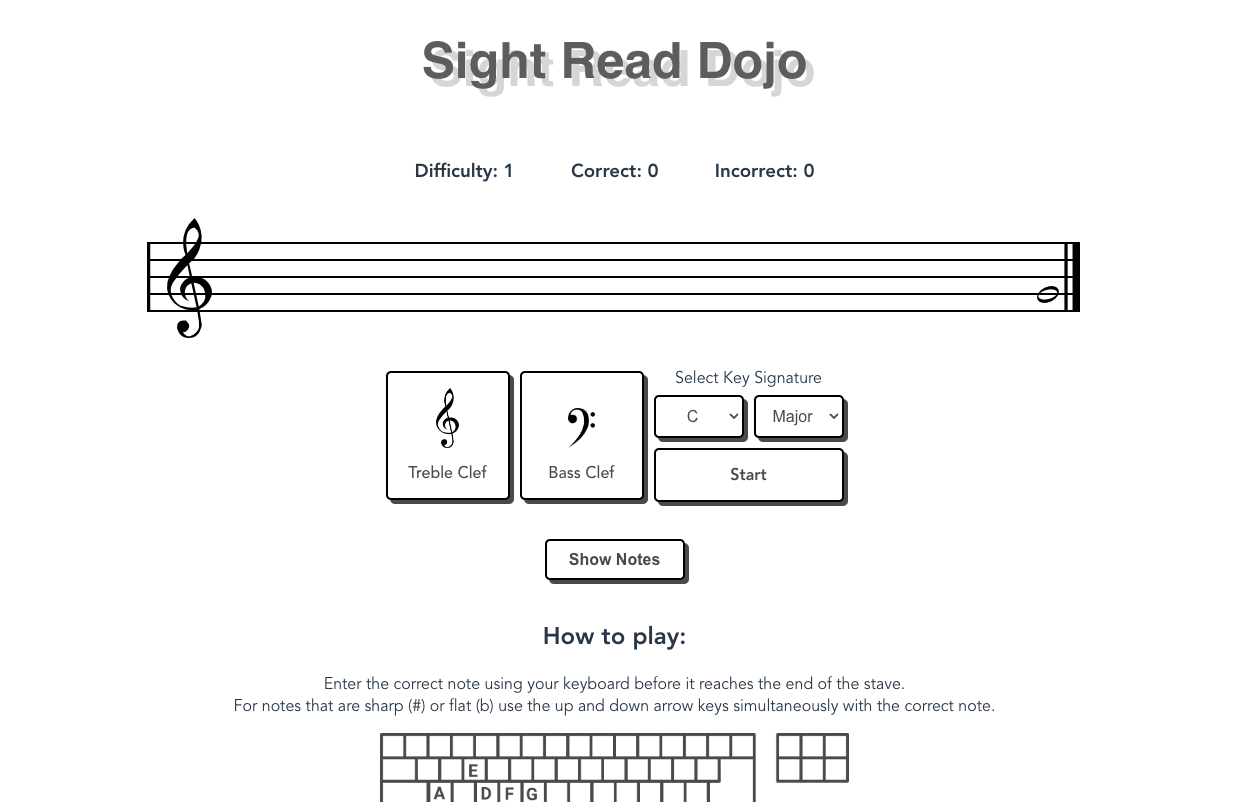 Sight Read Dojo
Difficulty: 1 Correct: 0 Incorrect: 0
Select Key Signature
C Major
Treble Clef Bass Clef Start
Show Notes
How to play:
Enter the correct note using your keyboard before it reaches the end of the stave.
For notes that are sharp (#) or flat (b) use the up and down arrow keys simultaneously with the correct note.
E
A D F G